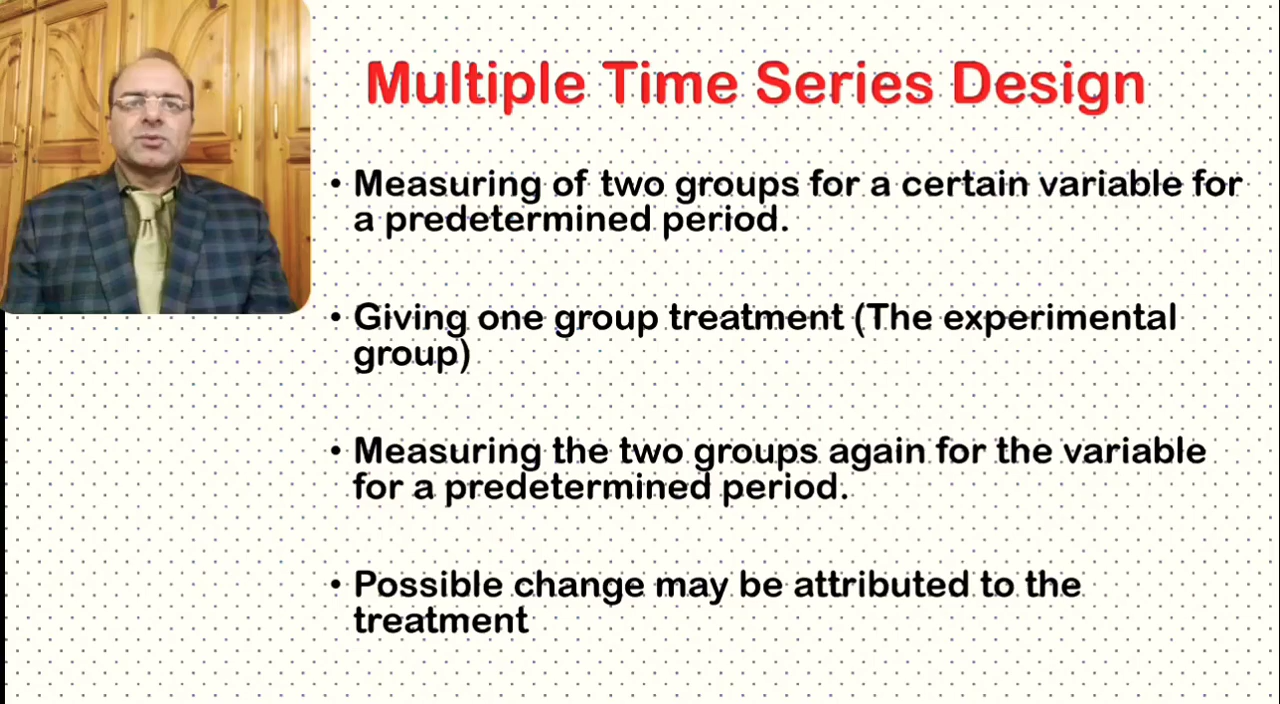 Multiple Time Series Design
• Measuring of two groups for a certain variable for
a predetermined period.
• Giving one group treatment (The experimental
group)
• Measuring the two groups again for the variable
for a predetermined period.
• Possible change may be attributed to the
treatment